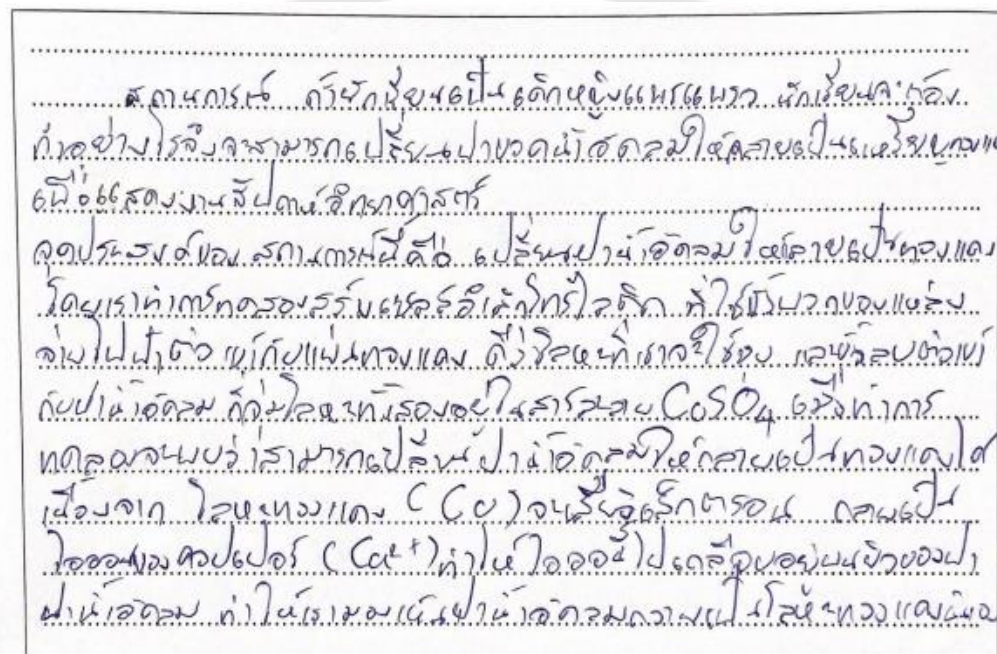 สถานการณ์ ถ้านักเรียนเป็นเด็กหญิงแพรแพรว นักเรียนจะต้อง
ทำอย่างไรจึงจะสามารถเปลี่ยนฝาขวดน้ำอัดลมให้กลายเป็นเหรียญทองแ
เพื่อแสดงงานสัปดาห์วิทยาศาสตร์
จุดประสงค์ของสถานการณ์นี้คือ เปลี่ยนฝาน้ำอัดลมให้กลายเป็นทองแดง
โดยเราทำการทดลองสร้างเซลล์อิเล็กโทรไลติก ที่ใช้ขั้วบวกของแหล่ง
จ่ายไฟฟ้าต่อเข้ากับแผ่นทองแดง ซึ่งโลหะที่เราจะใช้ชุบ และขั้วลบต่อเข้า
กับฝาน้ำอัดลม ที่จุ่มโลหะทั้งสองอยู่ในสารละลาย CuSO4 เมื่อทำการ
ทดลองจะพบว่าสามารถเปลี่ยนฝาน้ำอัดลมให้กลายเป็นทองแดงได้
เนื่องจาก โลหะทองแดง (Cu) จะเสียอิเล็กตรอน กลายเป็น
ไอออนของคอปเปอร์ (Cu2+) ทำให้ไอออนนี้ไปเคลือบอยู่บนผิวของฝา
ฝาน้ำอัดลม ทำให้เรามองเห็นฝาน้ำอัดลมกลายเป็นโลหะทองแดง